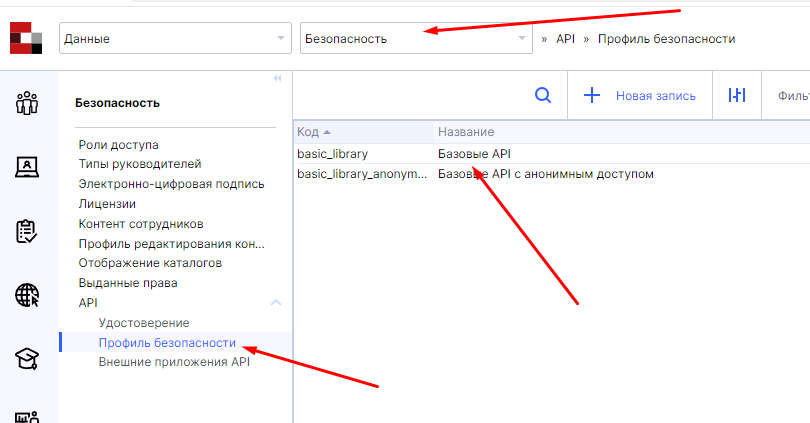 Данные
Безопасность
» API » Профиль безопасности
Безопасность
Роли доступа
Типы руководителей
Электронно-цифровая подпись
Лицензии
Контент сотрудников
Профиль редактирования кон...
Отображение каталогов
Выданные права
API
Удостоверение
Профиль безопасности
Внешние приложения API
Новая запись
Фильт
Код
Название
basic_library
Базовые API
basic_library_anonym...
Базовые API с анонимным доступом